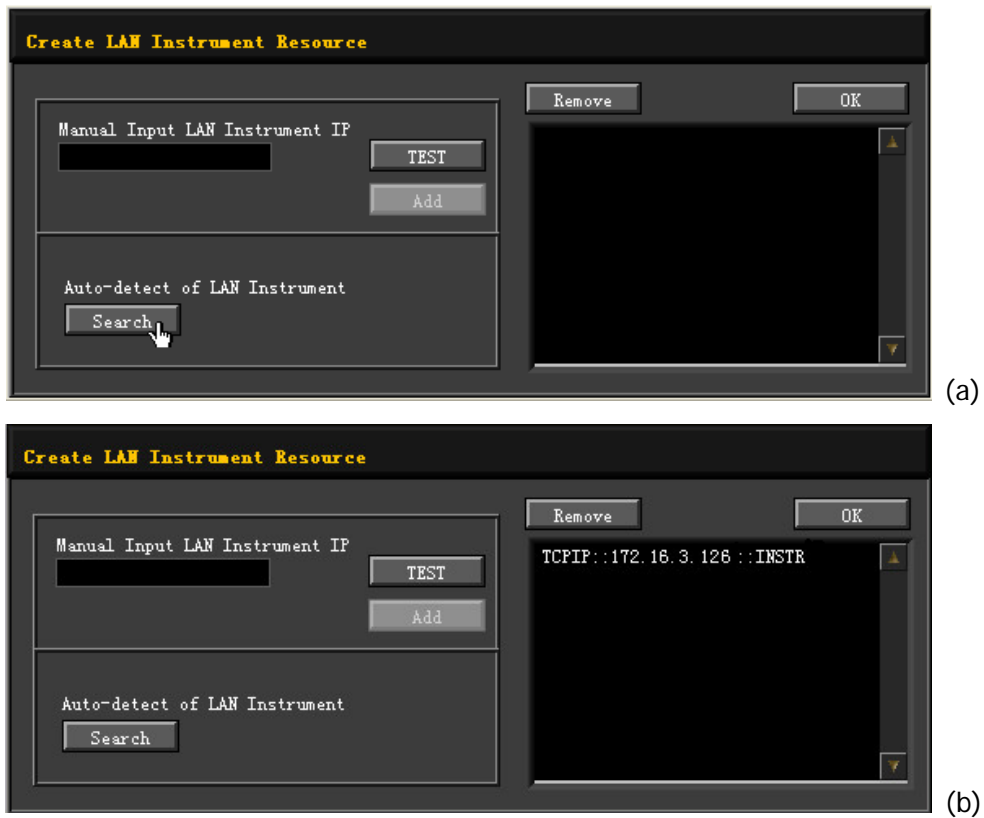 Create LAN Instrument Resource
Remove
OK
Manual Input LAN Instrument IP
TEST
Add
Auto-detect of LAN Instrument
Search
(a)
Create LAN Instrument Resource
Remove
OK
Manual Input LAN Instrument IP
TCPIP::172.16.3.126 ::INSTR
TEST
Add
Auto-detect of LAN Instrument
Search
(b)